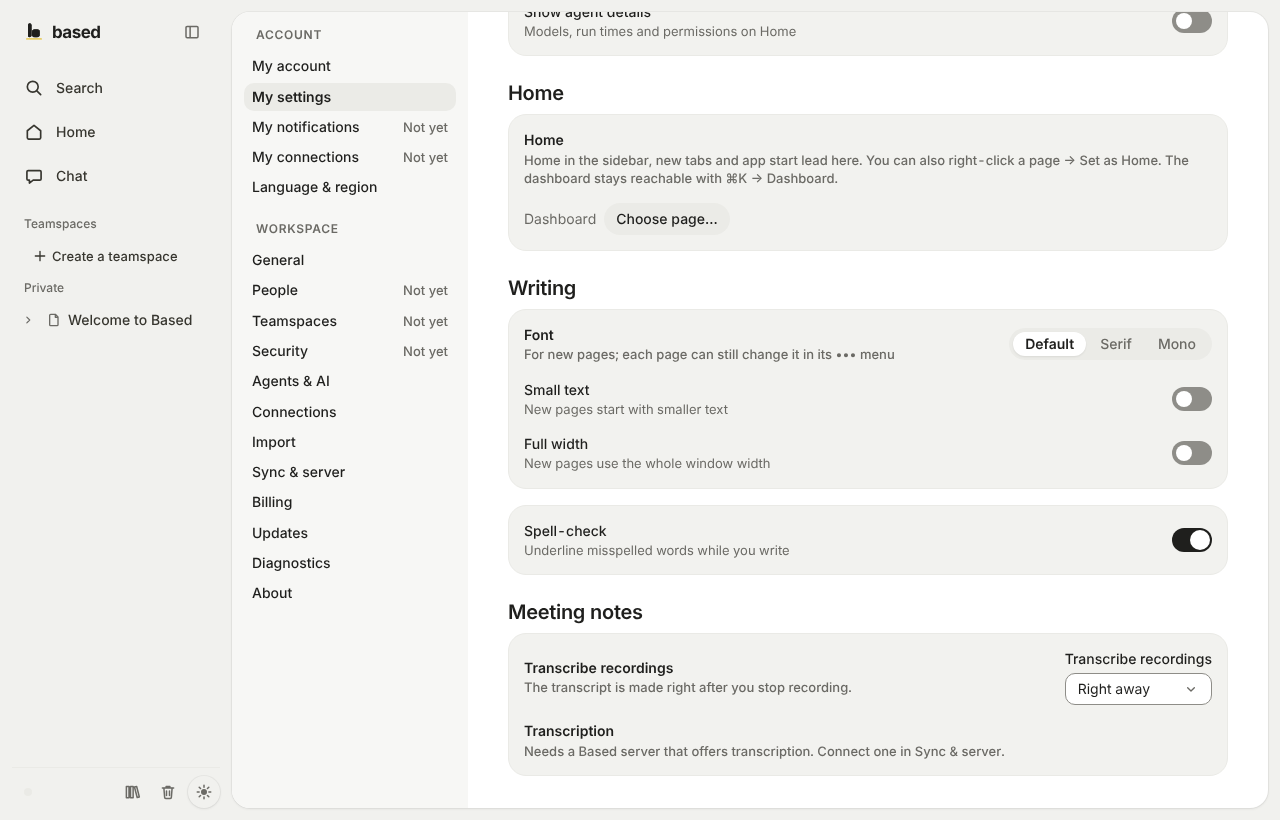 based
Search
Home
Chat
Teamspaces
Create a teamspace
Private
Welcome to Based
ACCOUNT
My account
My settings
My notifications Not yet
My connections Not yet
Language & region
WORKSPACE
General
People Not yet
Teamspaces Not yet
Security Not yet
Agents & AI
Connections
Import
Sync & server
Billing
Updates
Diagnostics
About
Show agent details
Models, run times and permissions on Home
Home
Home
Home in the sidebar, new tabs and app start lead here. You can also right-click a page → Set as Home. The
dashboard stays reachable with ⌘K → Dashboard.
Dashboard Choose page...
Writing
Font
For new pages; each page can still change it in its ••• menu
Default Serif Mono
Small text
New pages start with smaller text
Full width
New pages use the whole window width
Spell-check
Underline misspelled words while you write
Meeting notes
Transcribe recordings
The transcript is made right after you stop recording.
Transcribe recordings
Right away
Transcription
Needs a Based server that offers transcription. Connect one in Sync & server.